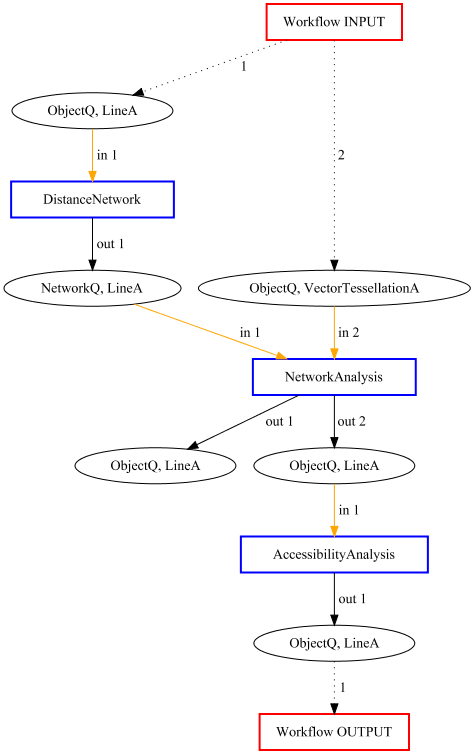 Workflow INPUT
1
ObjectQ, LineA
2
in 1
DistanceNetwork
out 1
NetworkQ, LineA
ObjectQ, VectorTessellationA
in 1
in 2
NetworkAnalysis
out 1
out 2
ObjectQ, LineA
ObjectQ, LineA
in 1
AccessibilityAnalysis
out 1
ObjectQ, LineA
1
Workflow OUTPUT